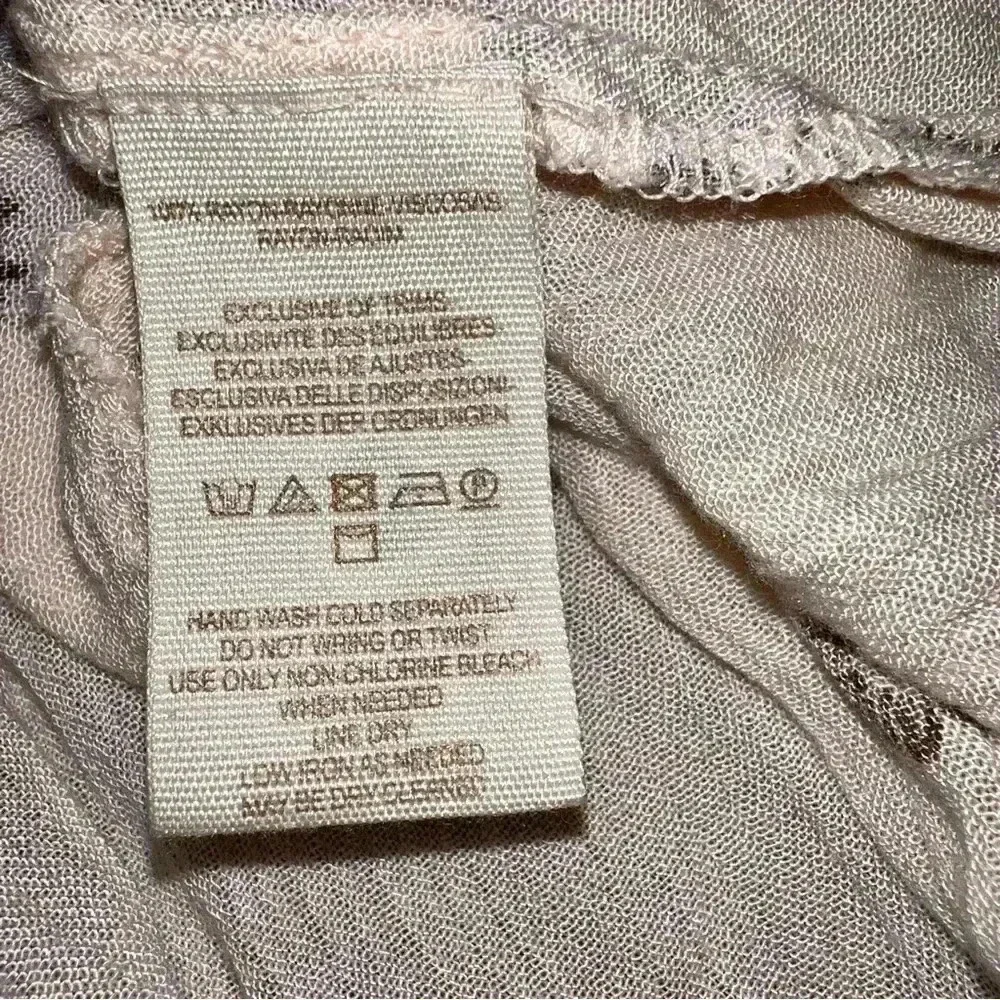 100% RAYON-RAYONNE-VISCOSAS
RAYON-RAION
EXCLUSIVE OF TRIMS-
EXCLUSIVITE DES EQUILIBRES
EXCLUSIVA DE AJUSTES-
ESCLUSIVA DELLE DISPOSIZIONI-
EXKLUSIVES DER ORDNUNGEN
HAND WASH COLD SEPARATELY
DO NOT WRING OR TWIST
USE ONLY NON-CHLORINE BLEACH
WHEN NEEDED
LINE DRY
LOW IRON AS NEEDED
MAY BE DRY CLEANED